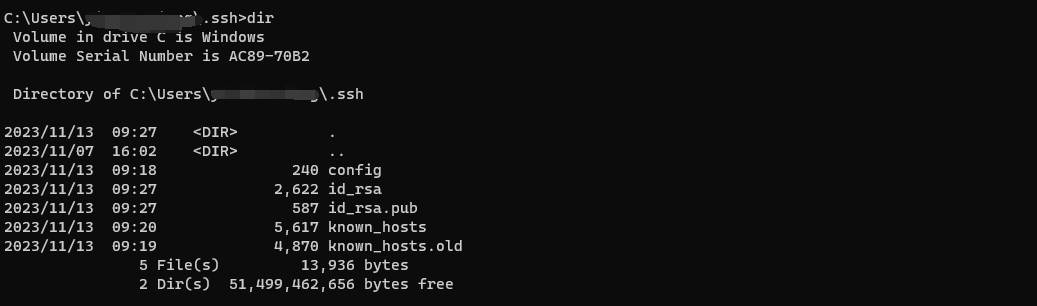 C:\Users\ .ssh>dir
 Volume in drive C is Windows
 Volume Serial Number is AC89-70B2

 Directory of C:\Users\ \.ssh

2023/11/13  09:27    <DIR>          .
2023/11/07  16:02    <DIR>          ..
2023/11/13  09:18               240 config
2023/11/13  09:27             2,622 id_rsa
2023/11/13  09:27               587 id_rsa.pub
2023/11/13  09:20             5,617 known_hosts
2023/11/13  09:19             4,870 known_hosts.old
               5 File(s)         13,936 bytes
               2 Dir(s)  51,499,462,656 bytes free